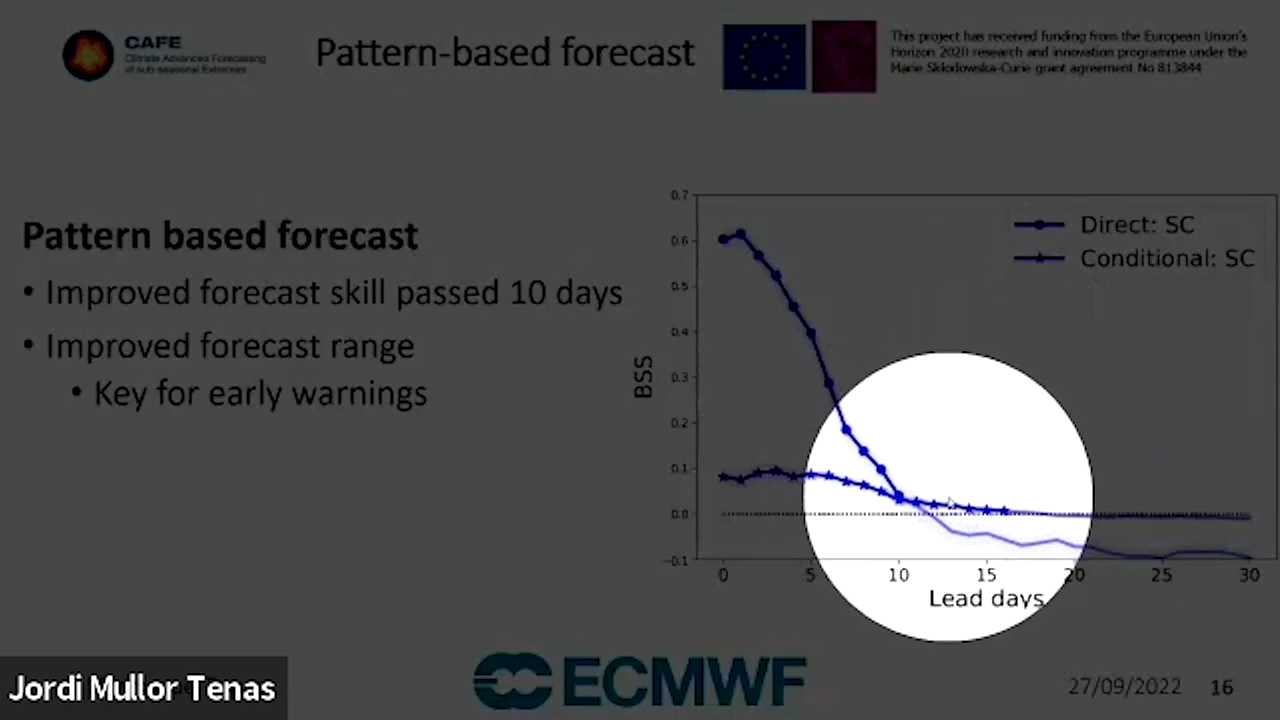 CAFE
Climate Advanced Forecasting
of sub-seasonal Extremes
Pattern-based forecast
This project has received funding from the European Union's
Horizon 2020 research and innovation programme under the
Marie Skłodowska-Curie grant agreement No 813844
Pattern based forecast
• Improved forecast skill passed 10 days
• Improved forecast range
• Key for early warnings
0.7
0.6
0.5
0.4
0.3
0.2
0.1
0.0
−0.1
BSS
Direct: SC
Conditional: SC
0 5 10 15 20 25 30
Lead days
Jordi Mullor Tenas
ECMWF
27/09/2022 16